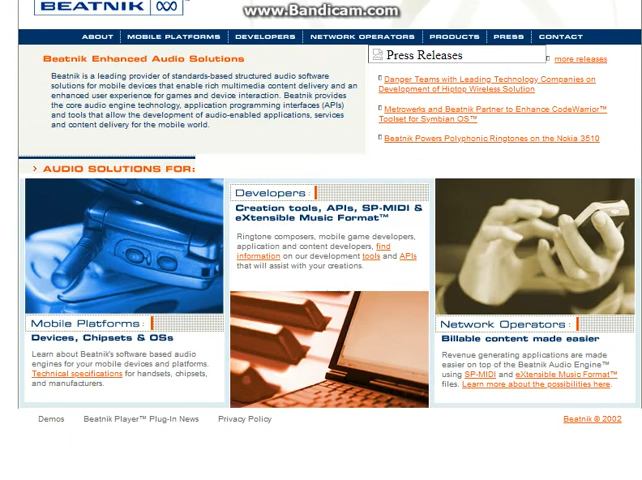 www.Bandicam.com
BEATNIK
ABOUT MOBILE PLATFORMS DEVELOPERS NETWORK OPERATORS PRODUCTS PRESS CONTACT
Beatnik Enhanced Audio Solutions
Beatnik is a leading provider of standards-based structured audio software
solutions for mobile devices that enable rich multimedia content delivery and an
enhanced user experience for games and device interaction. Beatnik provides
the core audio engine technology, application programming interfaces (APIs)
and tools that allow the development of audio-enabled applications, services
and content delivery for the mobile world.
Press Releases
more releases
Danger Teams with Leading Technology Companies on
Development of Hiptop Wireless Solution
Metrowerks and Beatnik Partner to Enhance CodeWarrior™
Toolset for Symbian OS™
Beatnik Powers Polyphonic Ringtones on the Nokia 3510
> AUDIO SOLUTIONS FOR:
Mobile Platforms:
Devices, Chipsets & OSs
Learn about Beatnik's software based audio
engines for your mobile devices and platforms.
Technical specifications for handsets, chipsets,
and manufacturers.
Developers:
Creation tools, APIs, SP-MIDI &
eXtensible Music Format™
Ringtone composers, mobile game developers,
application and content developers, find
information on our development tools and APIs
that will assist with your creations.
Network Operators:
Billable content made easier
Revenue generating applications are made
easier on top of the Beatnik Audio Engine™
using SP-MIDI and eXtensible Music Format™
files. Learn more about the possibilities here.
Demos Beatnik Player™ Plug-In News Privacy Policy Beatnik © 2002